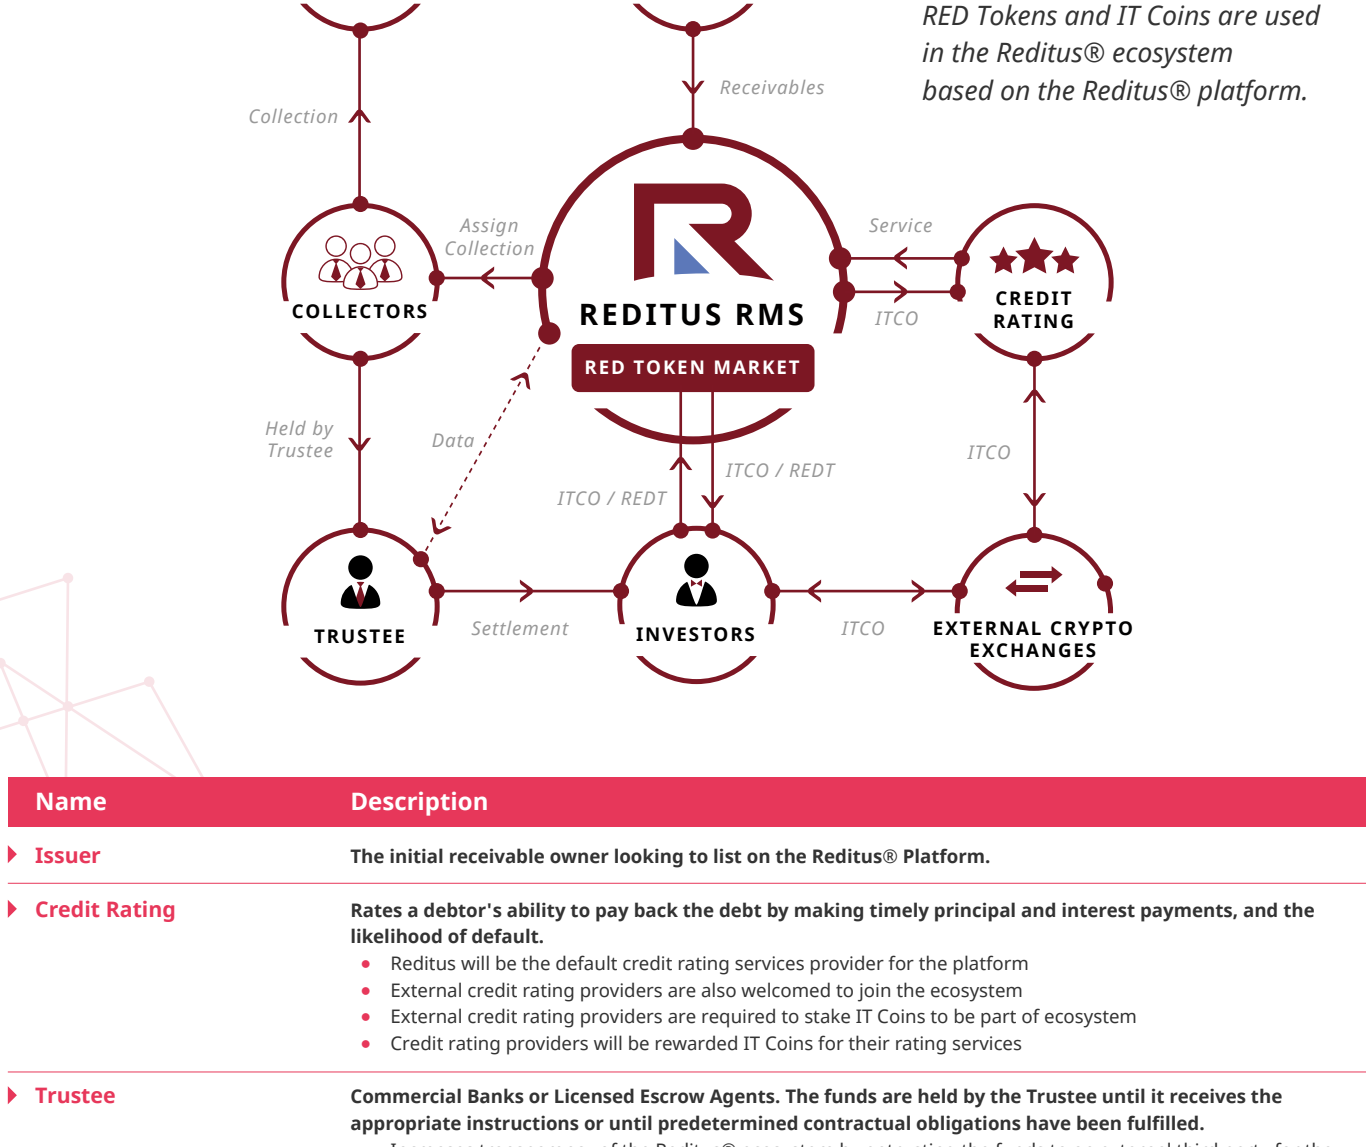 RED Tokens and IT Coins are used
in the Reditus® ecosystem
based on the Reditus® platform.
Receivables
Collection
Assign
Collection
Service
ITCO
COLLECTORS
REDITUS RMS
RED TOKEN MARKET
CREDIT
RATING
Held by
Trustee
Data
ITCO / REDT
ITCO / REDT
ITCO
TRUSTEE
Settlement
INVESTORS
ITCO
EXTERNAL CRYPTO
EXCHANGES
Name Description
Issuer The initial receivable owner looking to list on the Reditus® Platform.
Credit Rating Rates a debtor's ability to pay back the debt by making timely principal and interest payments, and the
likelihood of default.
• Reditus will be the default credit rating services provider for the platform
• External credit rating providers are also welcomed to join the ecosystem
• External credit rating providers are required to stake IT Coins to be part of ecosystem
• Credit rating providers will be rewarded IT Coins for their rating services
Trustee Commercial Banks or Licensed Escrow Agents. The funds are held by the Trustee until it receives the
appropriate instructions or until predetermined contractual obligations have been fulfilled.